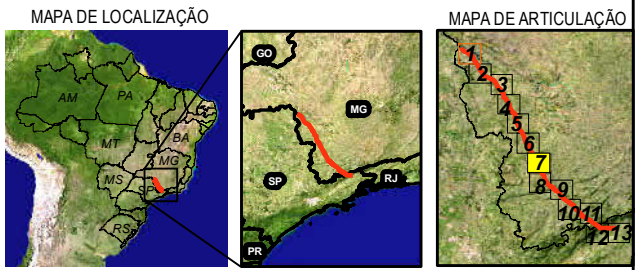 MAPA DE LOCALIZAÇÃO
AM
PA
MT
BA
MG
MS
SP
RS
GO
MG
SP
RJ
PR
MAPA DE ARTICULAÇÃO
1
2
3
4
5
6
7
8
9
10
11
12
13